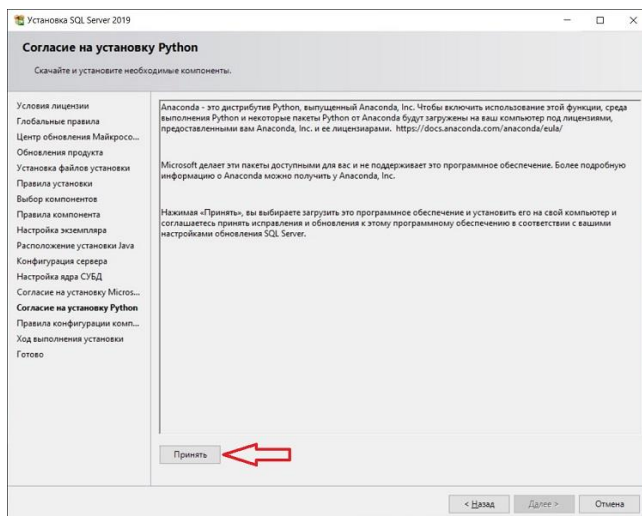 Установка SQL Server 2019
Согласие на установку Python
Скачайте и установите необходимые компоненты.
Условия лицензии
Глобальные правила
Центр обновления Майкросо...
Обновления продукта
Установка файлов установки
Правила установки
Выбор компонентов
Правила компонента
Настройка экземпляра
Расположение установки Java
Конфигурация сервера
Настройка ядра СУБД
Согласие на установку Micros...
Согласие на установку Python
Правила конфигурации комп...
Ход выполнения установки
Готово
Anaconda - это дистрибутив Python, выпущенный Anaconda, Inc. Чтобы включить использование этой функции, среда
выполнения Python и некоторые пакеты Python от Anaconda будут загружены на ваш компьютер под лицензиями,
предоставленными вам Anaconda, Inc. и ее лицензиарами. https://docs.anaconda.com/anaconda/eula/
Microsoft делает эти пакеты доступными для вас и не поддерживает это программное обеспечение. Более подробную
информацию о Anaconda можно получить у Anaconda, Inc.
Нажимая «Принять», вы выбираете загрузить это программное обеспечение и установить его на свой компьютер и
соглашаетесь принять исправления и обновления к этому программному обеспечению в соответствии с вашими
настройками обновления SQL Server.
Принять
< Назад
Далее >
Отмена